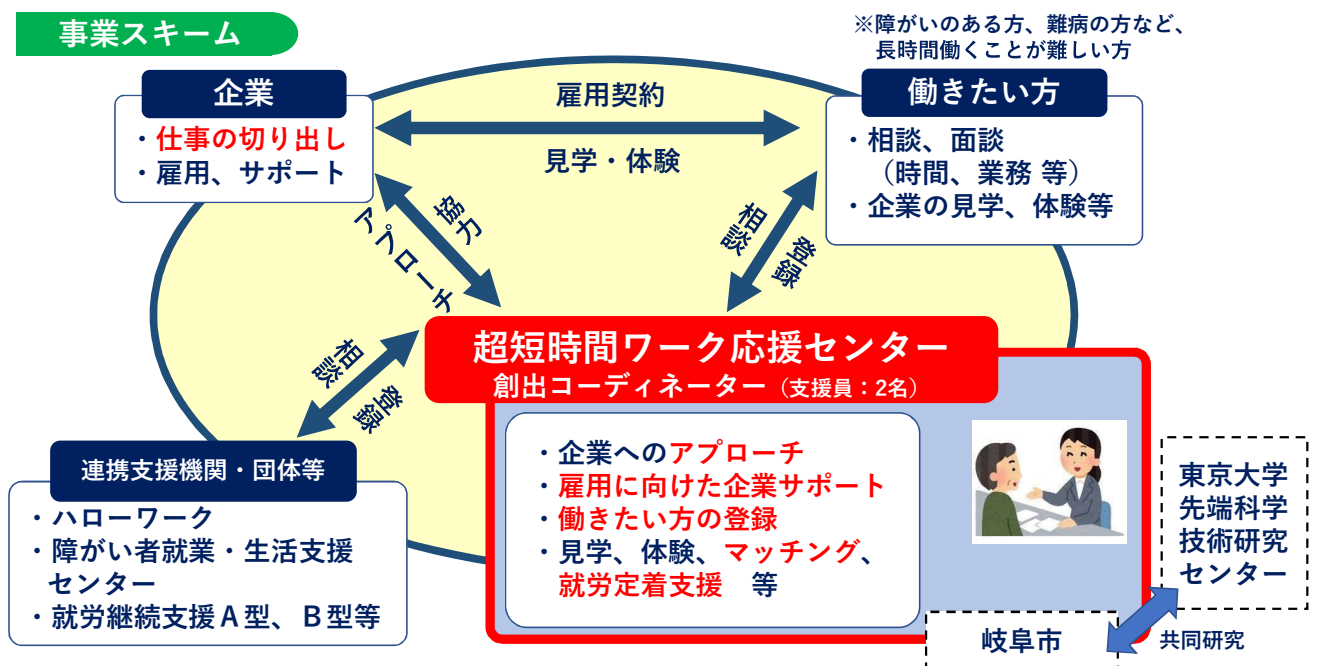 事業スキーム
※障がいのある方、難病の方など、
長時間働くことが難しい方
企業
・仕事の切り出し
・雇用、サポート
雇用契約
見学・体験
働きたい方
・相談、面談
（時間、業務 等）
・企業の見学、体験等
アプローチ
協力
相談
登録
相談
登録
超短時間ワーク応援センター
創出コーディネーター（支援員：2名）
・企業へのアプローチ
・雇用に向けた企業サポート
・働きたい方の登録
・見学、体験、マッチング、
就労定着支援　等
連携支援機関・団体等
・ハローワーク
・障がい者就業・生活支援
センター
・就労継続支援Ａ型、Ｂ型等
東京大学
先端科学
技術研究
センター
岐阜市
共同研究